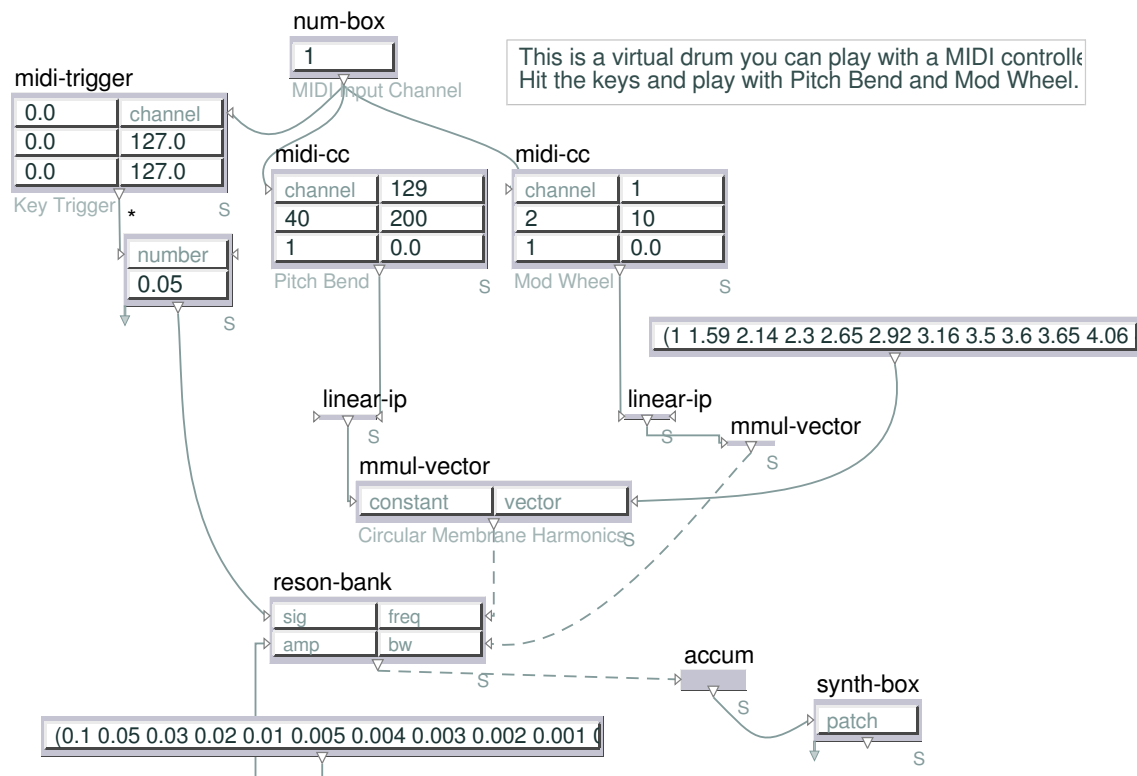 num-box
1
MIDI Input Channel
This is a virtual drum you can play with a MIDI controlle
Hit the keys and play with Pitch Bend and Mod Wheel.
midi-trigger
0.0 channel
0.0 127.0
0.0 127.0
Key Trigger
S
*
number
0.05
S
midi-cc
channel 129
40 200
1 0.0
Pitch Bend
S
midi-cc
channel 1
2 10
1 0.0
Mod Wheel
S
(1 1.59 2.14 2.3 2.65 2.92 3.16 3.5 3.6 3.65 4.06
linear-ip
S
linear-ip
S
mmul-vector
S
mmul-vector
constant vector
Circular Membrane Harmonics
S
reson-bank
sig freq
amp bw
S
accum
S
synth-box
patch
S
(0.1 0.05 0.03 0.02 0.01 0.005 0.004 0.003 0.002 0.001